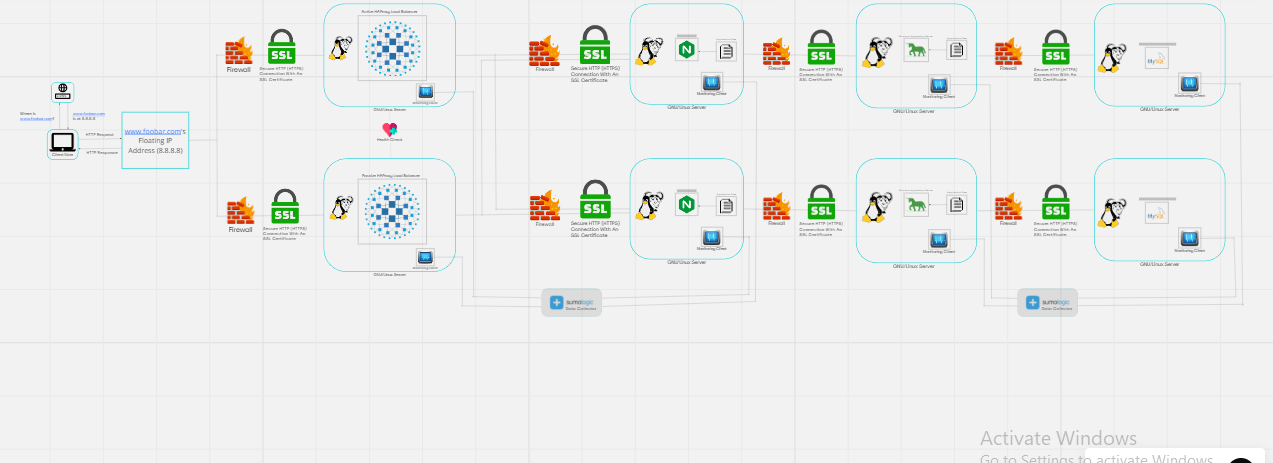 Active HAProxy Load Balancer
Firewall
SSL
Secure HTTP (HTTPS)
Connection With An
SSL Certificate
GNU/Linux Server
Firewall
SSL
Secure HTTP (HTTPS)
Connection With An
SSL Certificate
N
Monitoring Client
GNU/Linux Server
Firewall
SSL
Secure HTTP (HTTPS)
Connection With An
SSL Certificate
Monitoring Client
GNU/Linux Server
Firewall
SSL
Secure HTTP (HTTPS)
Connection With An
SSL Certificate
MySQL
Monitoring Client
GNU/Linux Server
Where is
www.foobar.com?
www.foobar.com
is at 8.8.8.8
HTTP Request
HTTP Response
www.foobar.com's
Floating IP
Address (8.8.8.8)
Health Check
Passive HAProxy Load Balancer
Firewall
SSL
Secure HTTP (HTTPS)
Connection With An
SSL Certificate
GNU/Linux Server
Firewall
SSL
Secure HTTP (HTTPS)
Connection With An
SSL Certificate
N
Monitoring Client
GNU/Linux Server
Firewall
SSL
Secure HTTP (HTTPS)
Connection With An
SSL Certificate
Monitoring Client
GNU/Linux Server
Firewall
SSL
Secure HTTP (HTTPS)
Connection With An
SSL Certificate
MySQL
Monitoring Client
GNU/Linux Server
sumologic
Data Collector
sumologic
Data Collector
Activate Windows
Go to Settings to activate Windows.